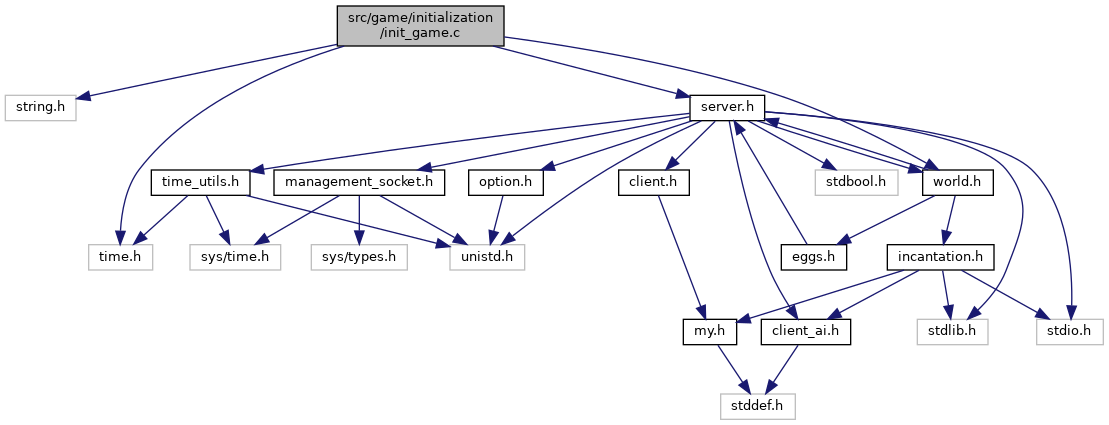 src/game/initialization
/init_game.c
string.h
server.h
time_utils.h
management_socket.h
option.h
client.h
stdbool.h
world.h
time.h
sys/time.h
sys/types.h
unistd.h
eggs.h
incantation.h
my.h
client_ai.h
stdlib.h
stdio.h
stddef.h